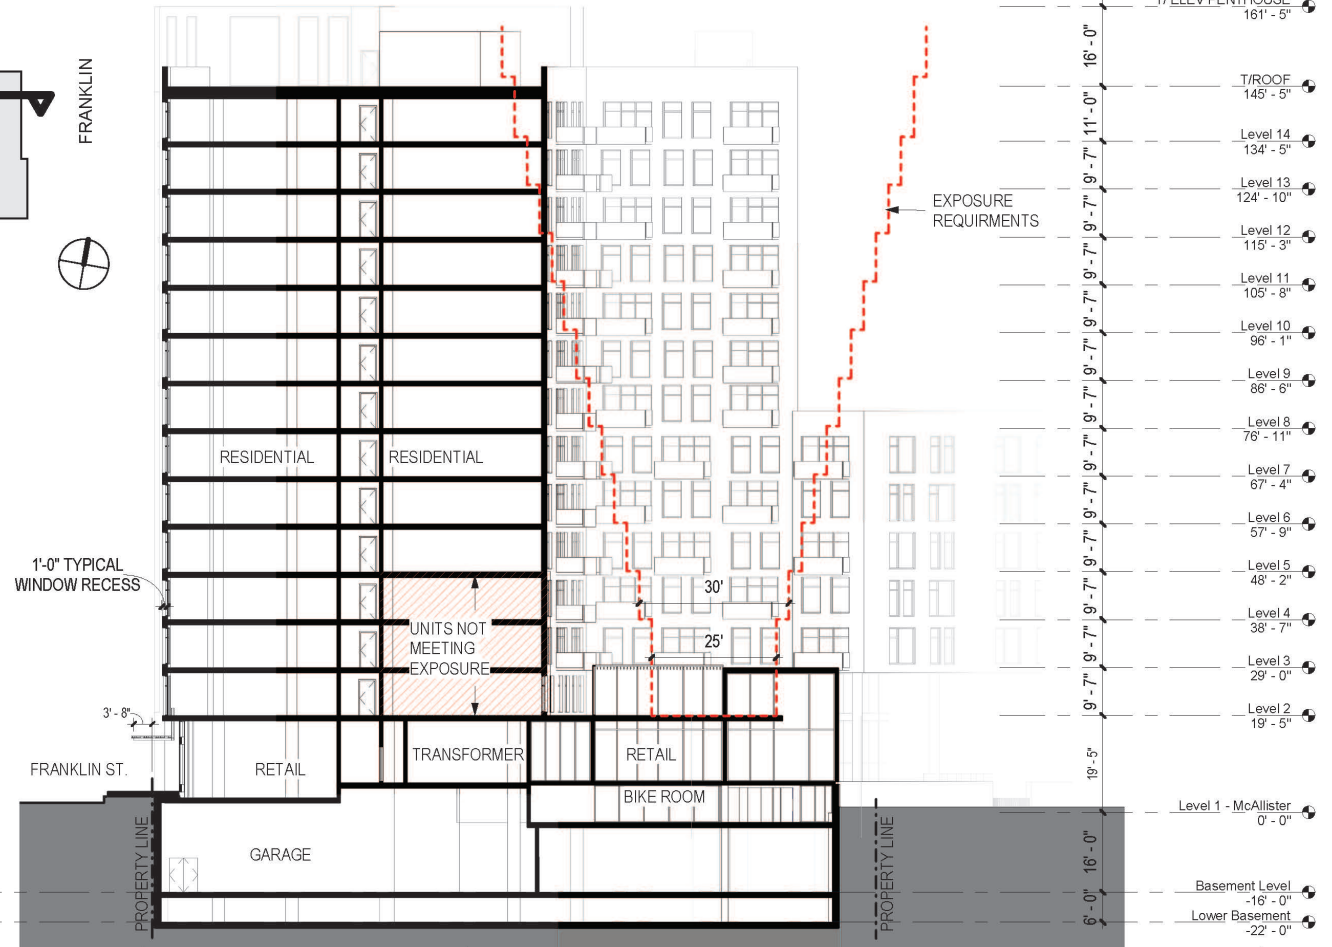 T/ELEV PENTHOUSE
161' - 5"
16' - 0"
FRANKLIN
T/ROOF
145' - 5"
11' - 0"
Level 14
134' - 5"
9' - 7"
Level 13
124' - 10"
9' - 7"
EXPOSURE
REQUIRMENTS
Level 12
115' - 3"
9' - 7"
Level 11
105' - 8"
9' - 7"
Level 10
96' - 1"
9' - 7"
Level 9
86' - 6"
9' - 7"
Level 8
76' - 11"
9' - 7"
RESIDENTIAL
RESIDENTIAL
Level 7
67' - 4"
9' - 7"
Level 6
57' - 9"
9' - 7"
1'-0" TYPICAL
WINDOW RECESS
Level 5
48' - 2"
9' - 7"
30'
Level 4
38' - 7"
9' - 7"
UNITS NOT
MEETING
EXPOSURE
25'
Level 3
29' - 0"
9' - 7"
3' - 8"
Level 2
19' - 5"
19' - 5"
FRANKLIN ST.
RETAIL
TRANSFORMER
RETAIL
BIKE ROOM
Level 1 - McAllister
0' - 0"
PROPERTY LINE
GARAGE
PROPERTY LINE
16' - 0"
Basement Level
-16' - 0"
6' - 0"
Lower Basement
-22' - 0"